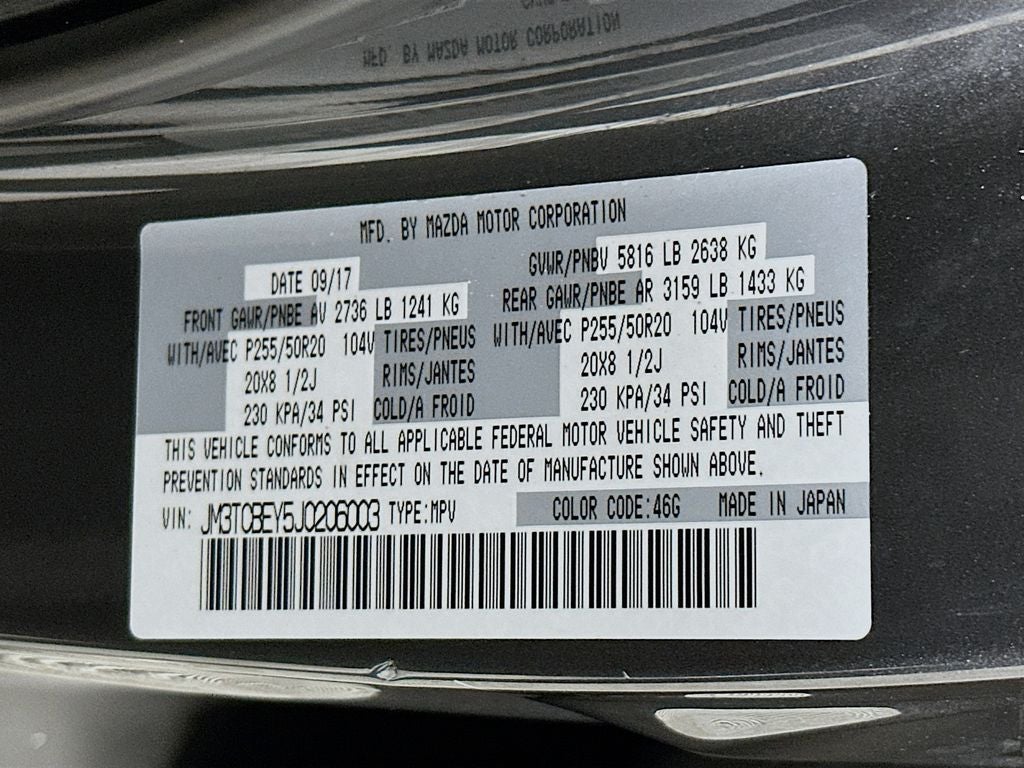 MFD. BY MAZDA MOTOR CORPORATION
DATE 09/17 GVWR/PNBV 5816 LB 2638 KG
FRONT GAWR/PNBE AV 2736 LB 1241 KG REAR GAWR/PNBE AR 3159 LB 1433 KG
WITH/AVEC P255/50R20 104V TIRES/PNEUS WITH/AVEC P255/50R20 104V TIRES/PNEUS
20X8 1/2J RIMS/JANTES 20X8 1/2J RIMS/JANTES
230 KPA/34 PSI COLD/A FROID 230 KPA/34 PSI COLD/A FROID
THIS VEHICLE CONFORMS TO ALL APPLICABLE FEDERAL MOTOR VEHICLE SAFETY AND THEFT
PREVENTION STANDARDS IN EFFECT ON THE DATE OF MANUFACTURE SHOWN ABOVE.
VIN: JM3TCBEY5J0206003 TYPE:MPV COLOR CODE:46G MADE IN JAPAN